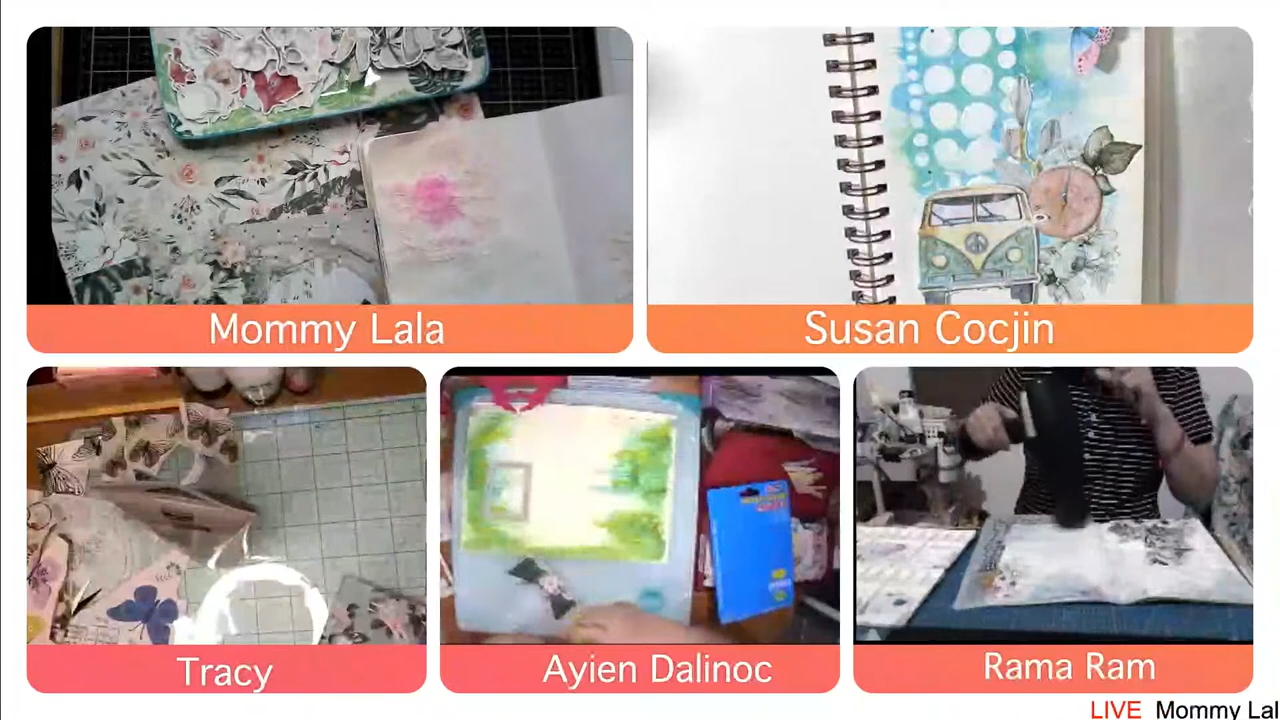 Mommy Lala
Susan Cocjin
Tracy
Ayien Dalinoc
Rama Ram
LIVE Mommy Lal